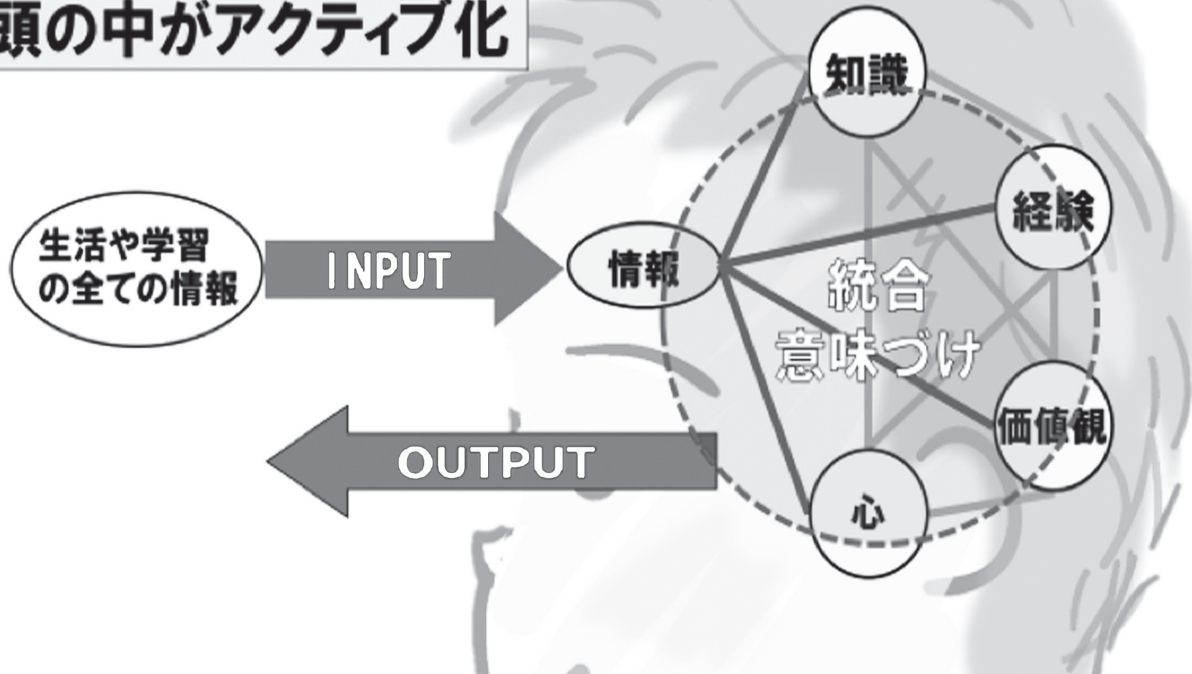 頭の中がアクティブ化
知識
経験
生活や学習
の全ての情報
INPUT
情報
統合
意味づけ
価値観
OUTPUT
心